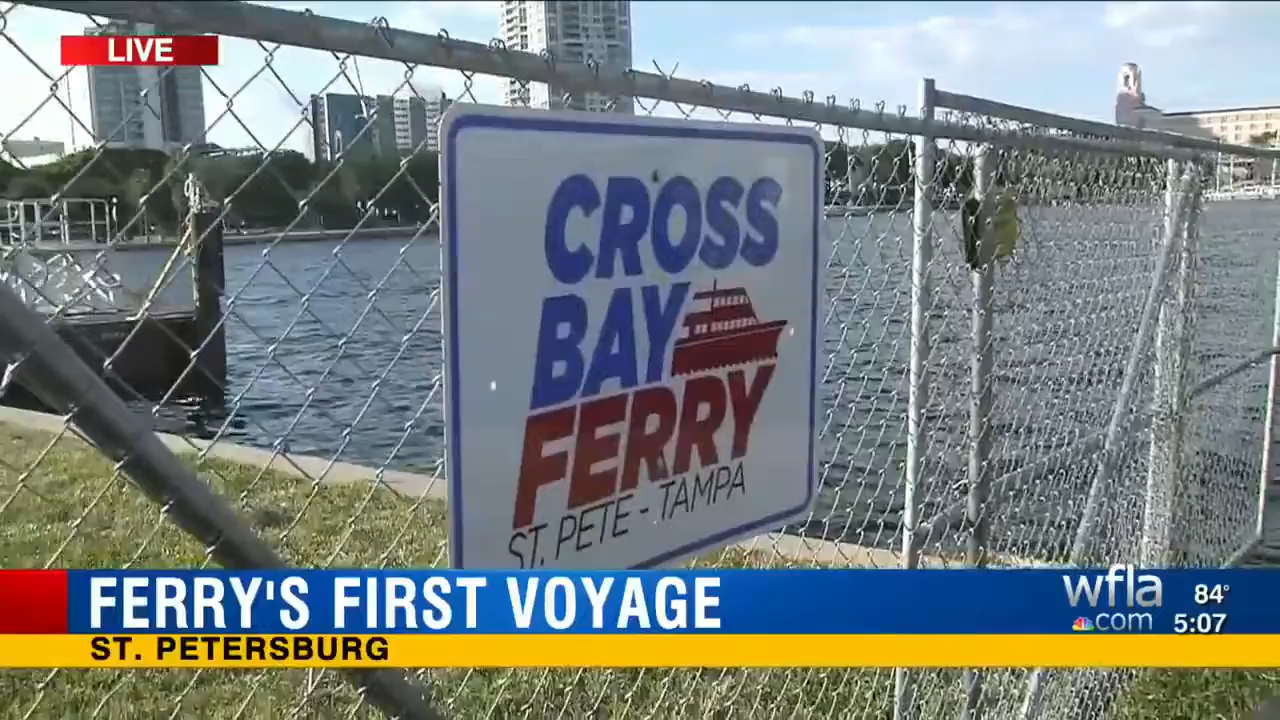 LIVE
CROSS
BAY
FERRY
ST. PETE - TAMPA
FERRY'S FIRST VOYAGE
ST. PETERSBURG
wfla
.com
84°
5:07